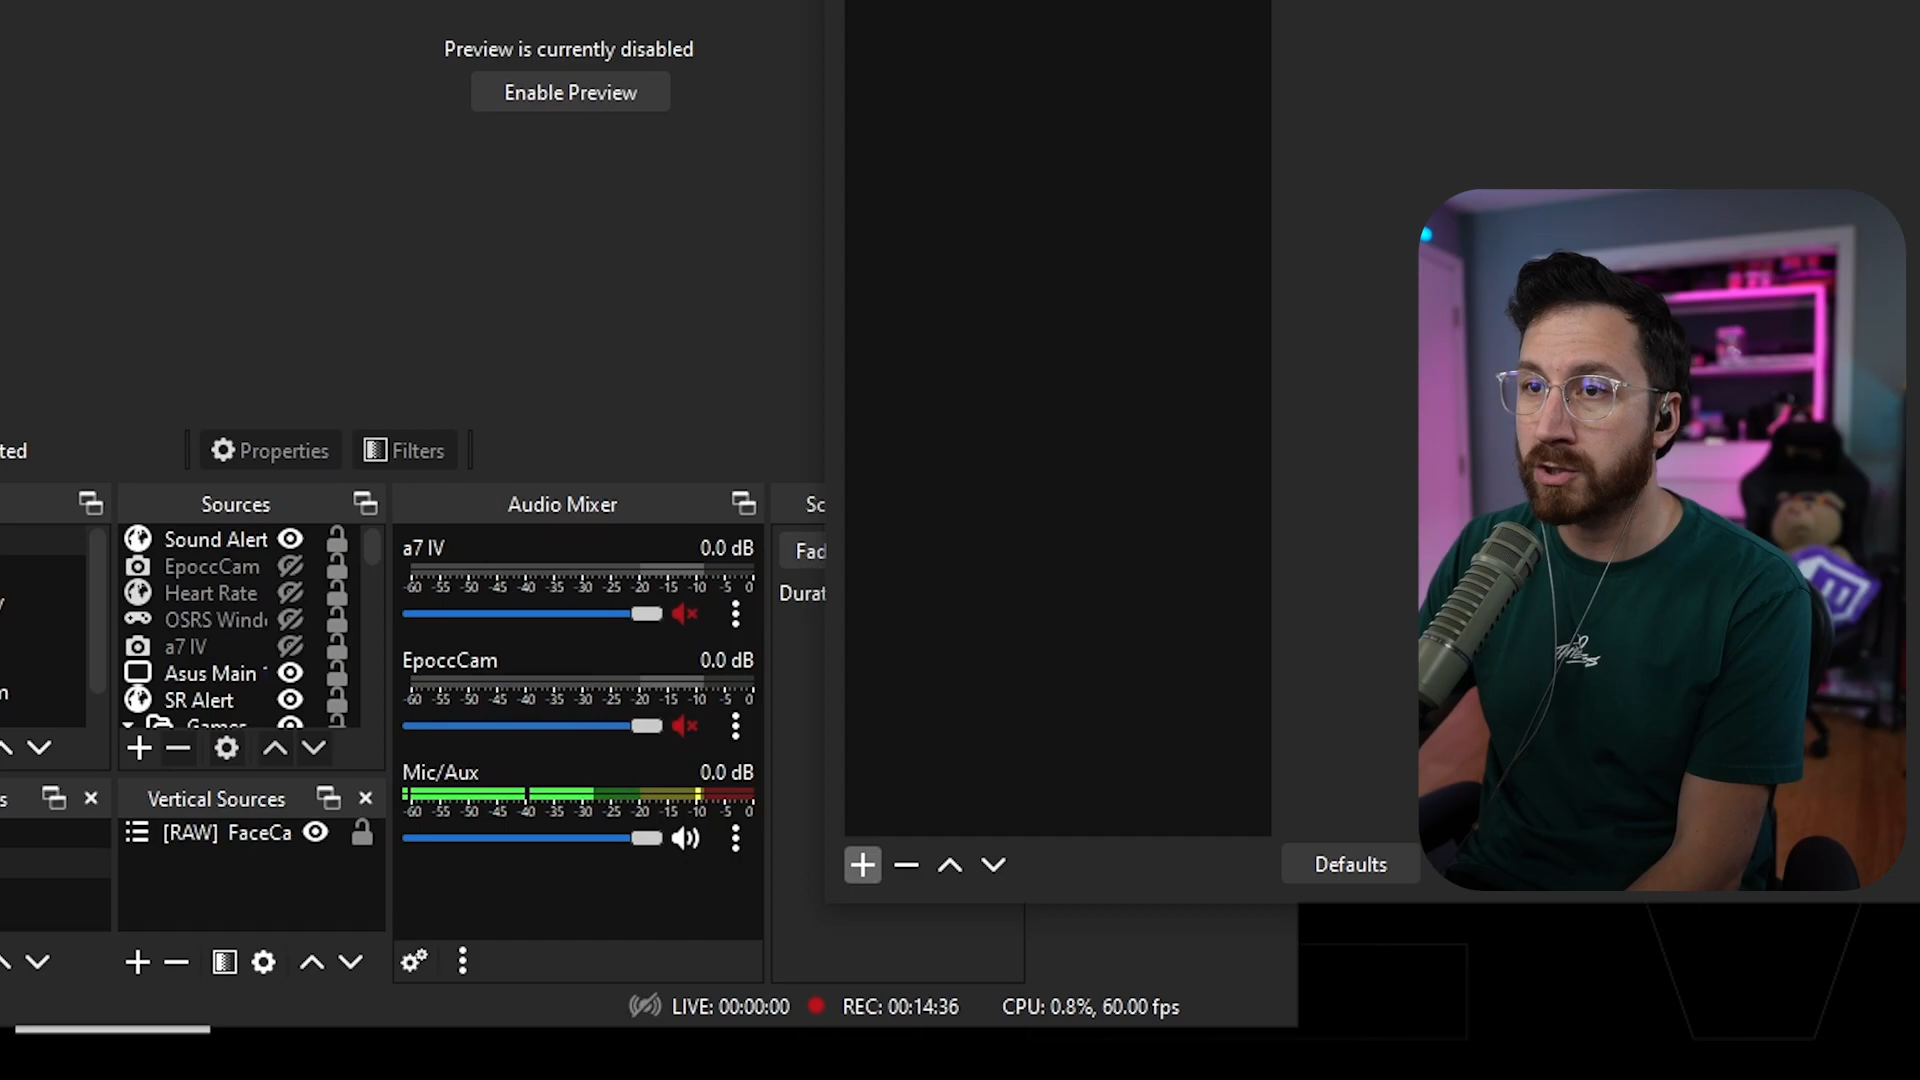 Preview is currently disabled
Enable Preview
ted
Properties
Filters
Sources
Sound Alert
EpoccCam
Heart Rate
OSRS Wind
a7 IV
Asus Main
SR Alert
Games
Audio Mixer
a7 IV 0.0 dB
-60 -55 -50 -45 -40 -35 -30 -25 -20 -15 -10 -5 0
EpoccCam 0.0 dB
-60 -55 -50 -45 -40 -35 -30 -25 -20 -15 -10 -5 0
Mic/Aux 0.0 dB
-60 -55 -50 -45 -40 -35 -30 -25 -20 -15 -10 -5 0
Sc
Fad
Durat
s
Vertical Sources
[RAW] FaceCa
Defaults
LIVE: 00:00:00
REC: 00:14:36
CPU: 0.8%, 60.00 fps